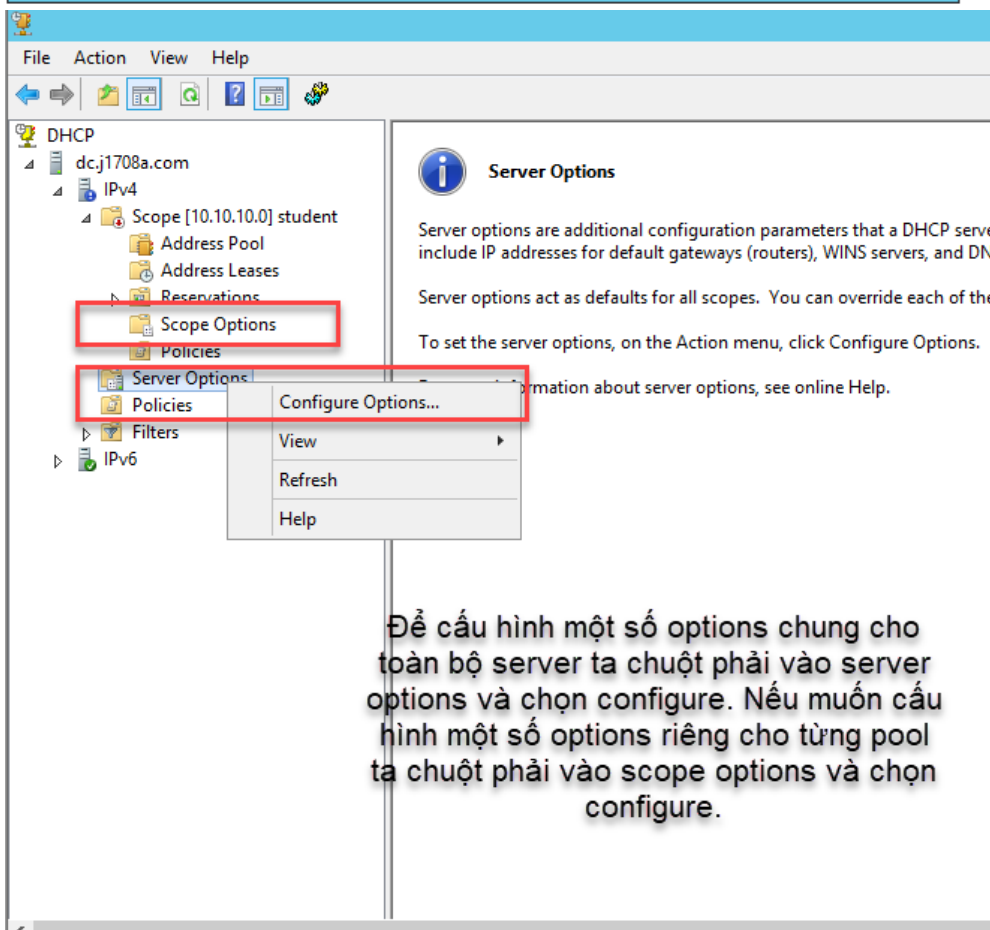 File Action View Help
DHCP
dc.j1708a.com
IPv4
Scope [10.10.10.0] student
Address Pool
Address Leases
Reservations
Scope Options
Policies
Server Options
Policies
Filters
IPv6
Configure Options...
View
Refresh
Help
Server Options
Server options are additional configuration parameters that a DHCP serve
include IP addresses for default gateways (routers), WINS servers, and DN
Server options act as defaults for all scopes. You can override each of the
To set the server options, on the Action menu, click Configure Options.
about server options, see online Help.
Để cấu hình một số options chung cho
toàn bộ server ta chuột phải vào server
options và chọn configure. Nếu muốn cấu
hình một số options riêng cho từng pool
ta chuột phải vào scope options và chọn
configure.